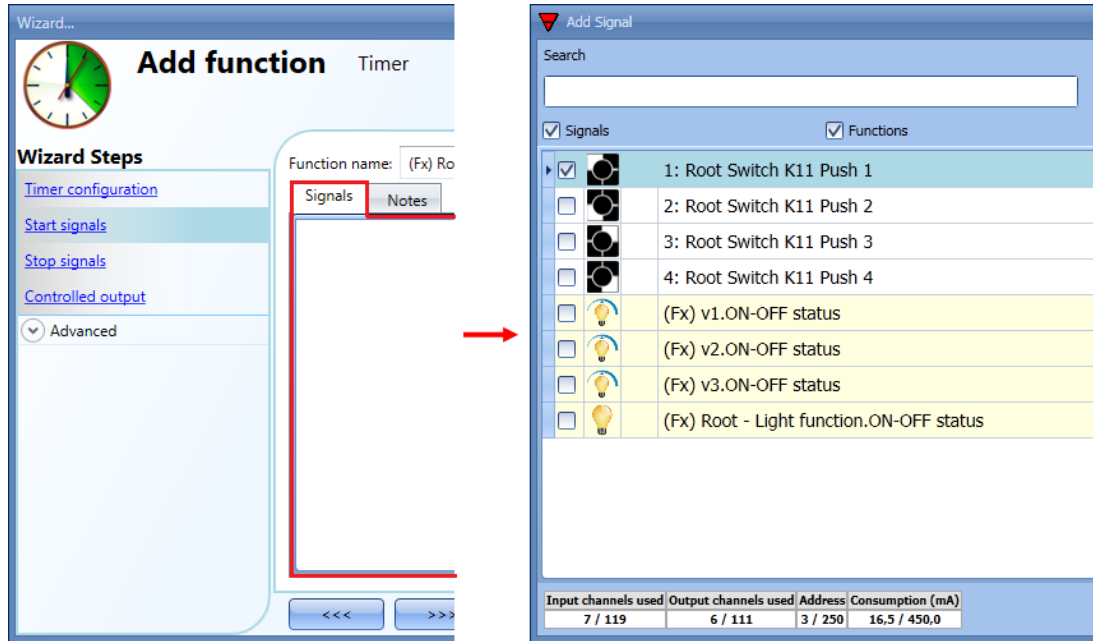 Wizard...
Add function Timer
Wizard Steps
Timer configuration
Start signals
Stop signals
Controlled output
Advanced
Function name: (Fx) Ro
Signals Notes
<<< >>>
Add Signal
Search
Signals Functions
1: Root Switch K11 Push 1
2: Root Switch K11 Push 2
3: Root Switch K11 Push 3
4: Root Switch K11 Push 4
(Fx) v1.ON-OFF status
(Fx) v2.ON-OFF status
(Fx) v3.ON-OFF status
(Fx) Root - Light function.ON-OFF status
Input channels used Output channels used Address Consumption (mA)
7 / 119 6 / 111 3 / 250 16,5 / 450,0